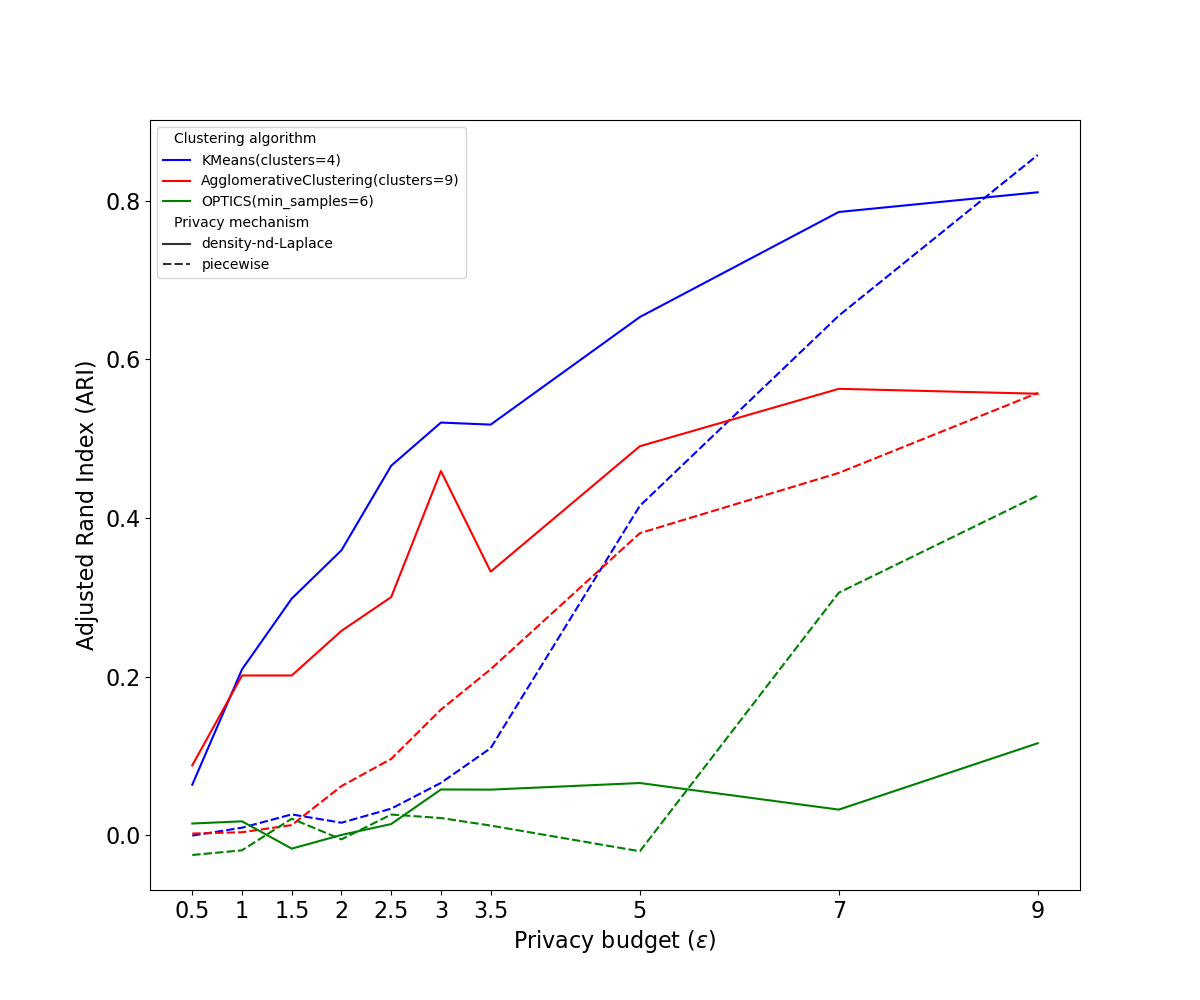 Clustering algorithm
KMeans(clusters=4)
AgglomerativeClustering(clusters=9)
OPTICS(min_samples=6)
Privacy mechanism
density-nd-Laplace
piecewise
Adjusted Rand Index (ARI)
0.8
0.6
0.4
0.2
0.0
0.5 1 1.5 2 2.5 3 3.5 5 7 9
Privacy budget (ε)